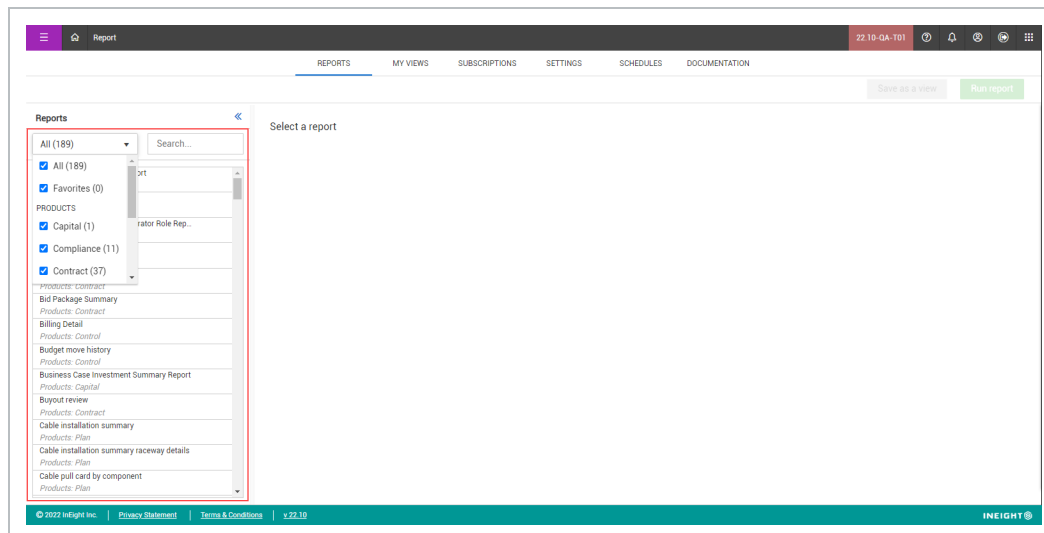 Report
22.10-QA-T01
REPORTS MY VIEWS SUBSCRIPTIONS SETTINGS SCHEDULES DOCUMENTATION
Save as a view Run report
Reports
Select a report
All (189) Search...
All (189)
Favorites (0)
PRODUCTS
Capital (1)
Compliance (11)
Contract (37)
ort
rator Role Rep...
Products: Contract
Bid Package Summary
Products: Contract
Billing Detail
Products: Control
Budget move history
Products: Control
Business Case Investment Summary Report
Products: Capital
Buyout review
Products: Contract
Cable installation summary
Products: Plan
Cable installation summary raceway details
Products: Plan
Cable pull card by component
Products: Plan
© 2022 InEight Inc. | Privacy Statement | Terms & Conditions | v 22.10 INEIGHT